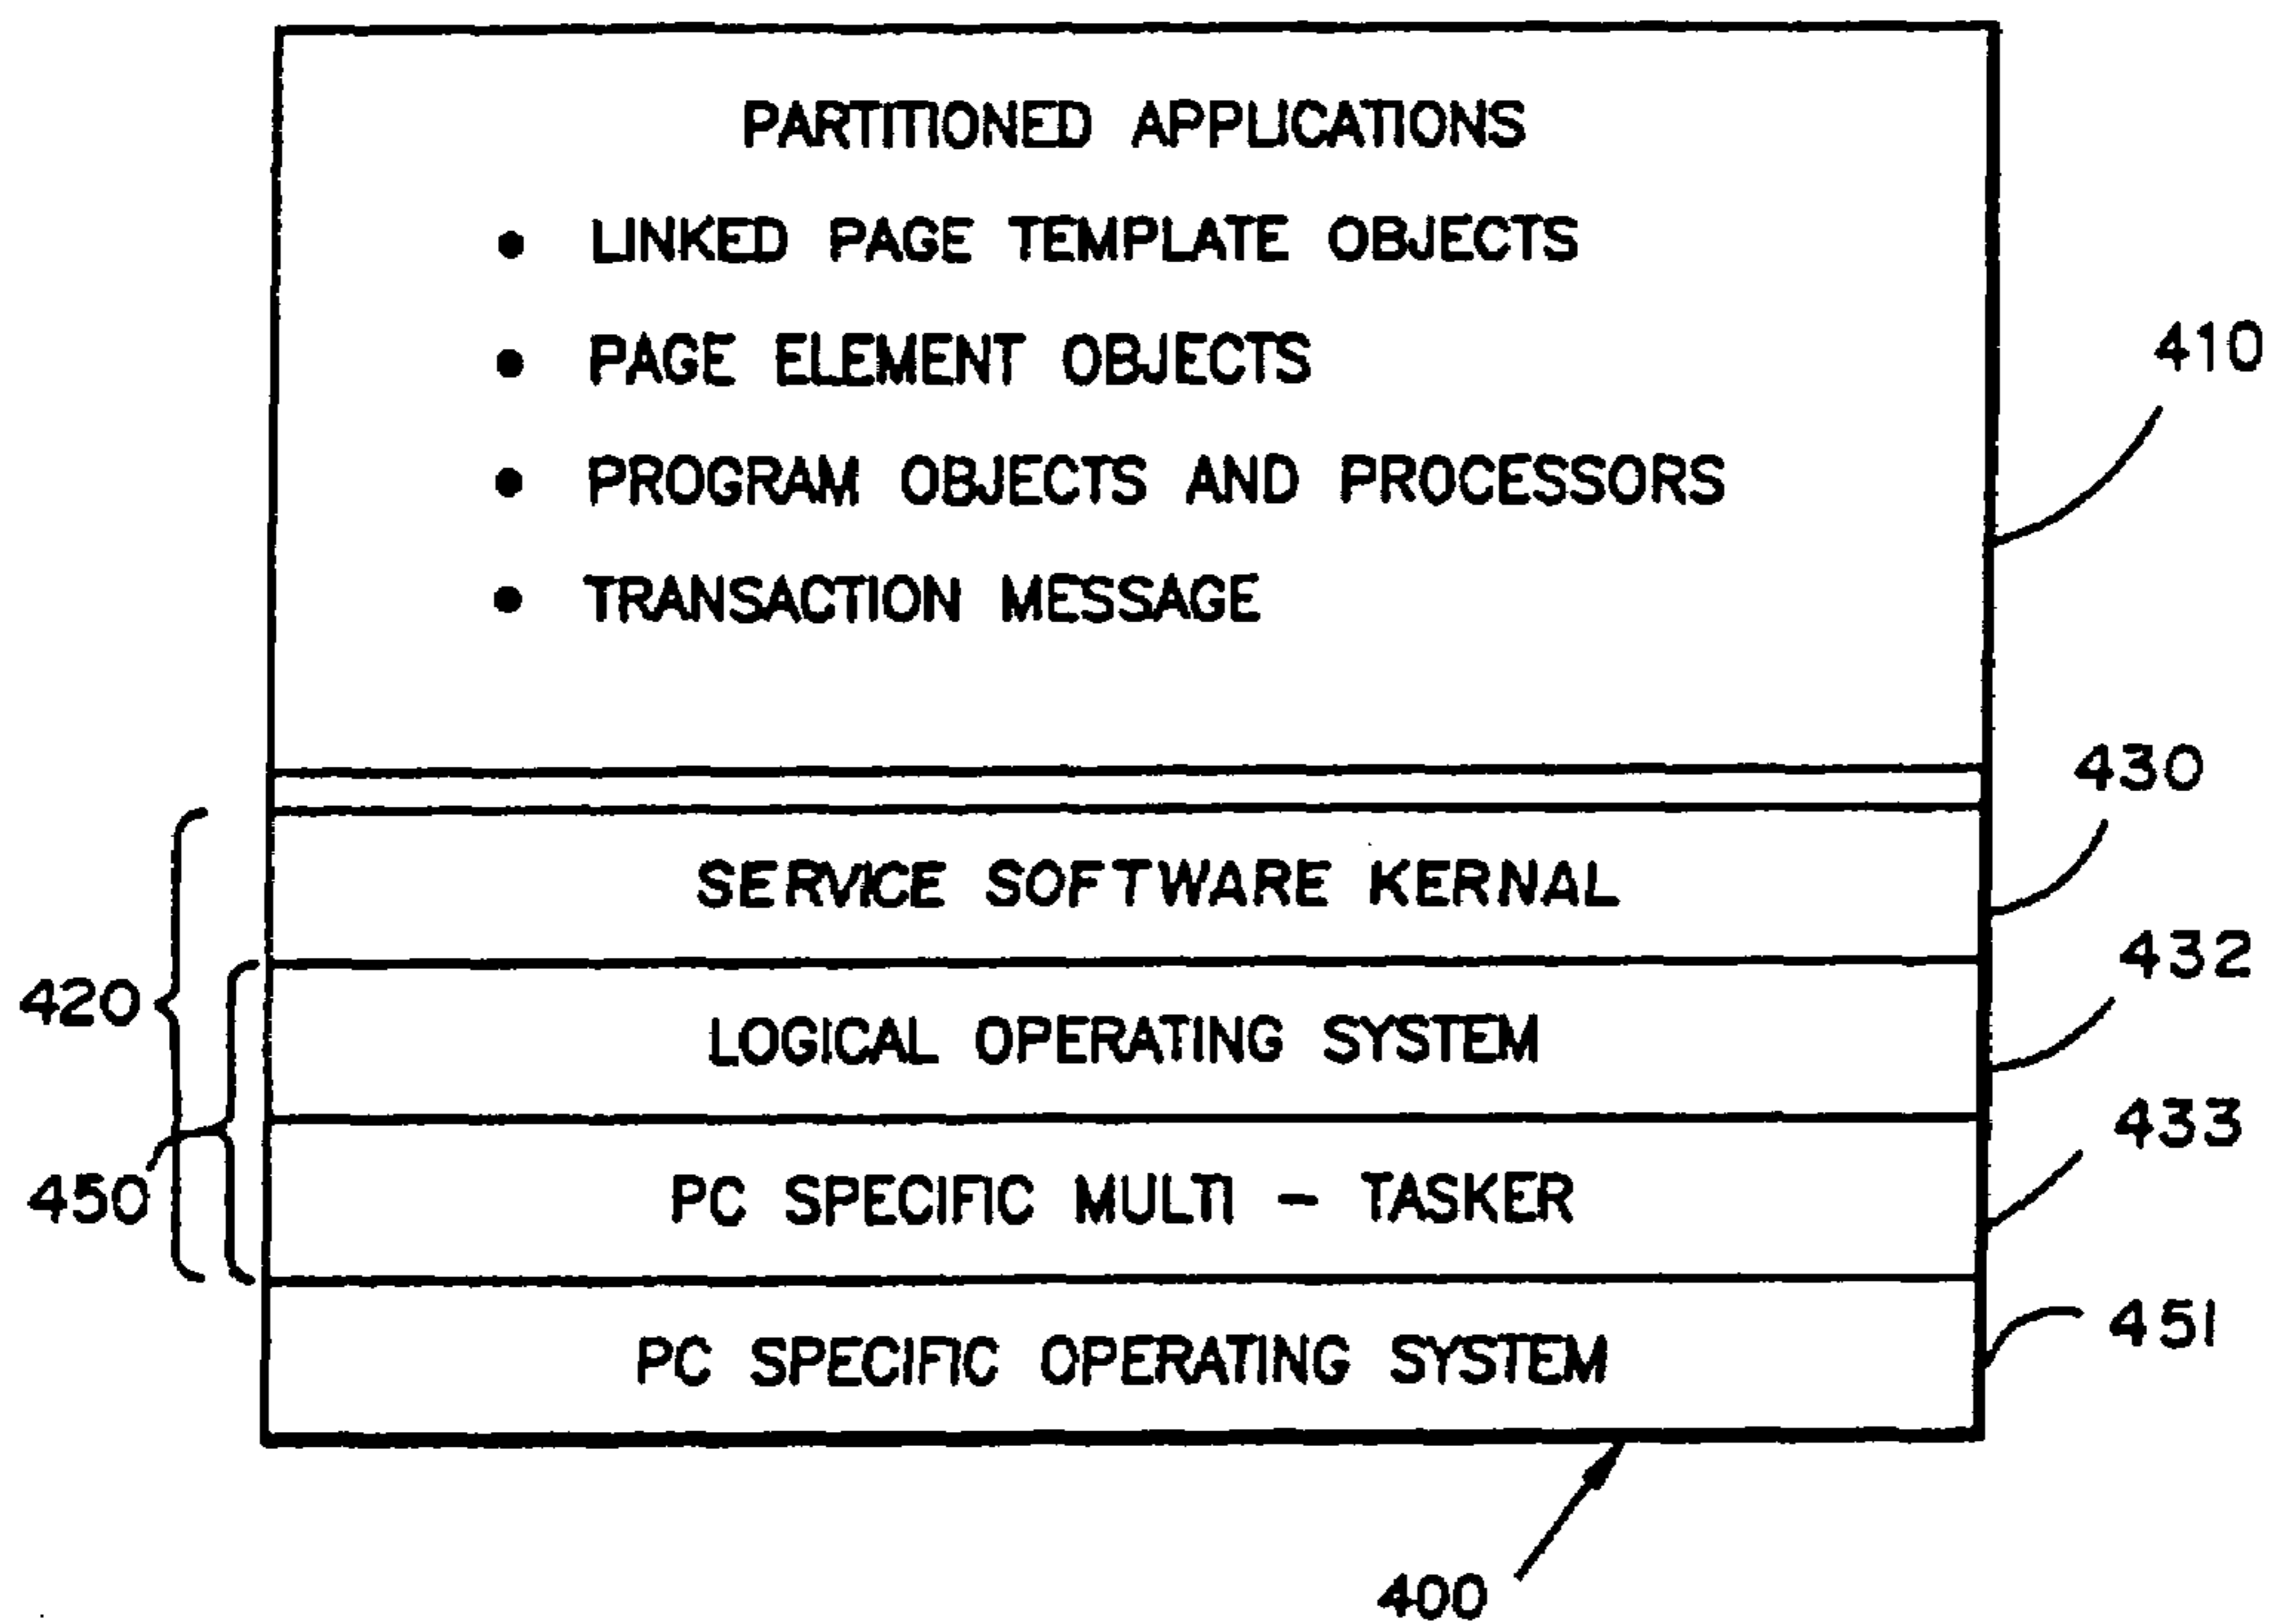 PARTITIONED APPLICATIONS
• LINKED PAGE TEMPLATE OBJECTS
• PAGE ELEMENT OBJECTS
• PROGRAM OBJECTS AND PROCESSORS
• TRANSACTION MESSAGE
410
430
SERVICE SOFTWARE KERNAL
432
420
LOGICAL OPERATING SYSTEM
433
450
PC SPECIFIC MULTI - TASKER
451
PC SPECIFIC OPERATING SYSTEM
400